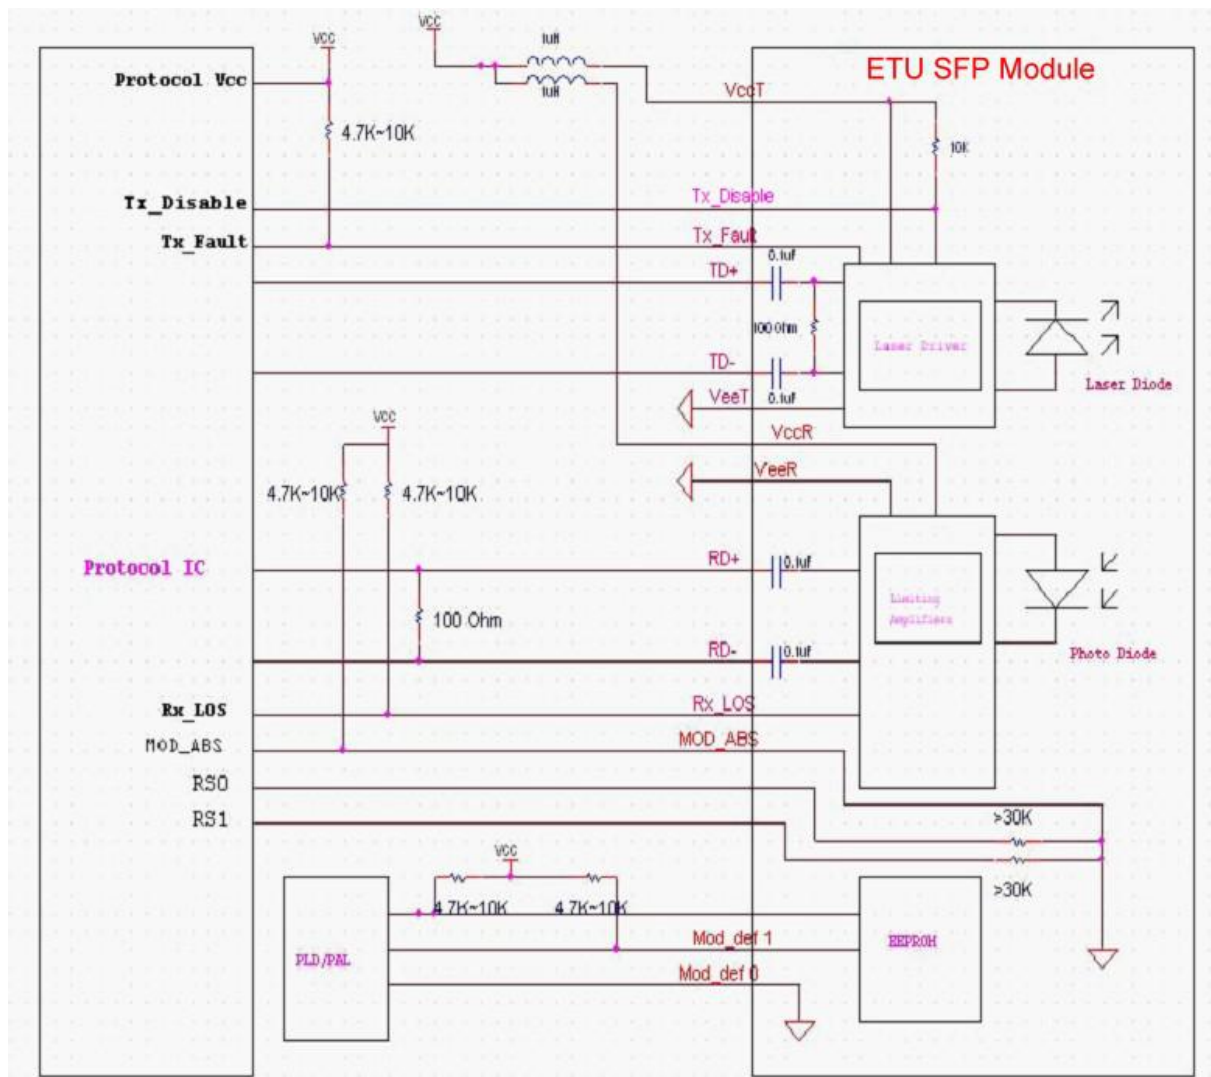 VCC
VCC
1uH
1uH
ETU SFP Module
Protocol Vcc
VccT
4.7K~10K
10K
Tx_Disable
Tx_Disable
Tx_Fault
Tx_Fault
0.1uf
TD+
100 Ohm
Laser Driver
TD-
0.1uf
Laser Diode
VeeT
VCC
VccR
VeeR
4.7K~10K
4.7K~10K
Protocol IC
RD+
0.1uf
100 Ohm
Limiting
Amplifiers
RD-
0.1uf
Photo Diode
Rx_LOS
Rx_LOS
MOD_ABS
MOD_ABS
RS0
RS1
>30K
VCC
>30K
4.7K~10K
4.7K~10K
PLD/PAL
Mod_def 1
EEPROM
Mod_def 0